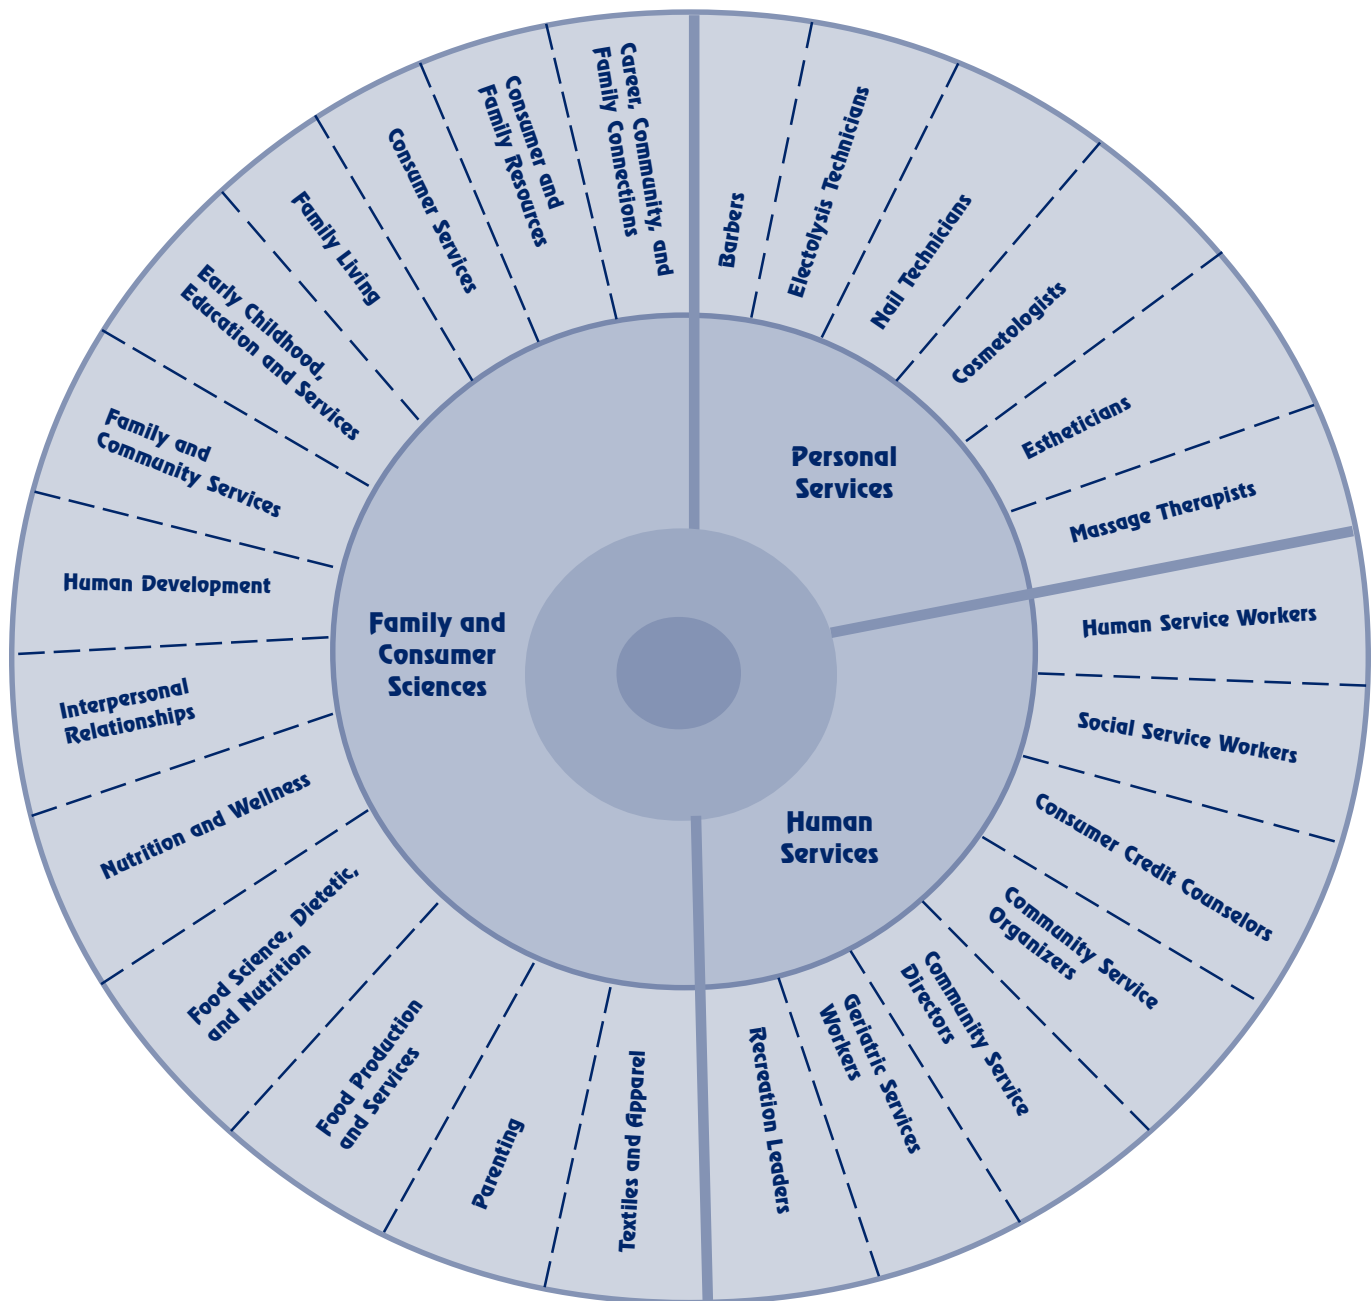 Career, Community, and
Family Connections
Barbers
Electolysis Technicians
Nail Technicians
Cosmetologists
Estheticians
Massage Therapists
Personal
Services
Human Service Workers
Social Service Workers
Consumer Credit Counselors
Community Service
Organizers
Community Service
Directors
Geriatric Services
Workers
Recreation Leaders
Human
Services
Textiles and Apparel
Parenting
Food Production
and Services
Food Science, Dietetic,
and Nutrition
Nutrition and Wellness
Interpersonal
Relationships
Human Development
Family and
Community Services
Early Childhood,
Education and Services
Family Living
Consumer Services
Consumer and
Family Resources
Family and
Consumer
Sciences